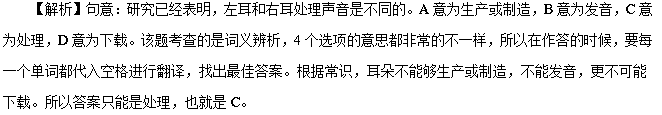 【解析】句意：研究已经表明，左耳和右耳处理声音是不同的。A 意为生产或制造，B 意为发音，C 意
为处理，D 意为下载。该题考查的是词义辨析，4 个选项的意思都非常的不一样，所以在作答的时候，要每
一个单词都代入空格进行翻译，找出最佳答案。根据常识，耳朵不能够生产或制造，不能发音，更不可能
下载。所以答案只能是处理，也就是 C。